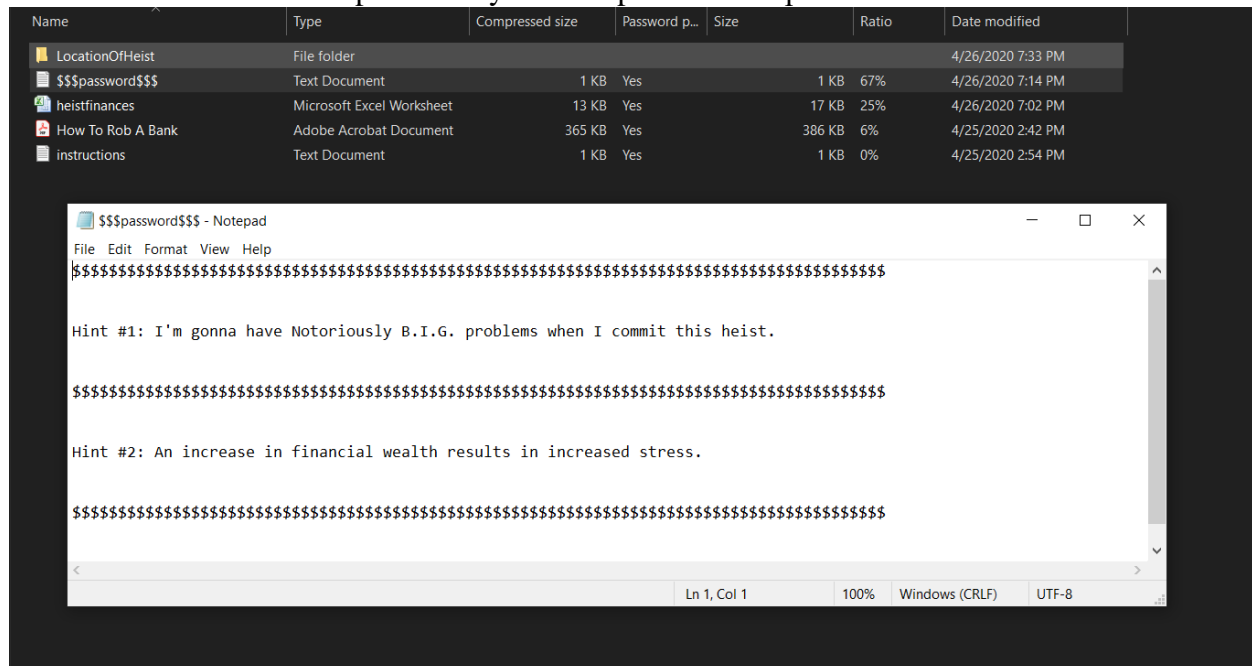 Name Type Compressed size Password p... Size Ratio Date modified
LocationOfHeist File folder 4/26/2020 7:33 PM
$$$password$$$ Text Document 1 KB Yes 1 KB 67% 4/26/2020 7:14 PM
heistfinances Microsoft Excel Worksheet 13 KB Yes 17 KB 25% 4/26/2020 7:02 PM
How To Rob A Bank Adobe Acrobat Document 365 KB Yes 386 KB 6% 4/25/2020 2:42 PM
instructions Text Document 1 KB Yes 1 KB 0% 4/25/2020 2:54 PM
$$$password$$$ - Notepad
File Edit Format View Help
$$$$$$$$$$$$$$$$$$$$$$$$$$$$$$$$$$$$$$$$$$$$$$$$$$$$$$$$$$$$$$$$$$$$$$$$$$$$$$$$$$$$$$$$$
Hint #1: I'm gonna have Notoriously B.I.G. problems when I commit this heist.
$$$$$$$$$$$$$$$$$$$$$$$$$$$$$$$$$$$$$$$$$$$$$$$$$$$$$$$$$$$$$$$$$$$$$$$$$$$$$$$$$$$$$$$$$
Hint #2: An increase in financial wealth results in increased stress.
$$$$$$$$$$$$$$$$$$$$$$$$$$$$$$$$$$$$$$$$$$$$$$$$$$$$$$$$$$$$$$$$$$$$$$$$$$$$$$$$$$$$$$$$$
Ln 1, Col 1 100% Windows (CRLF) UTF-8